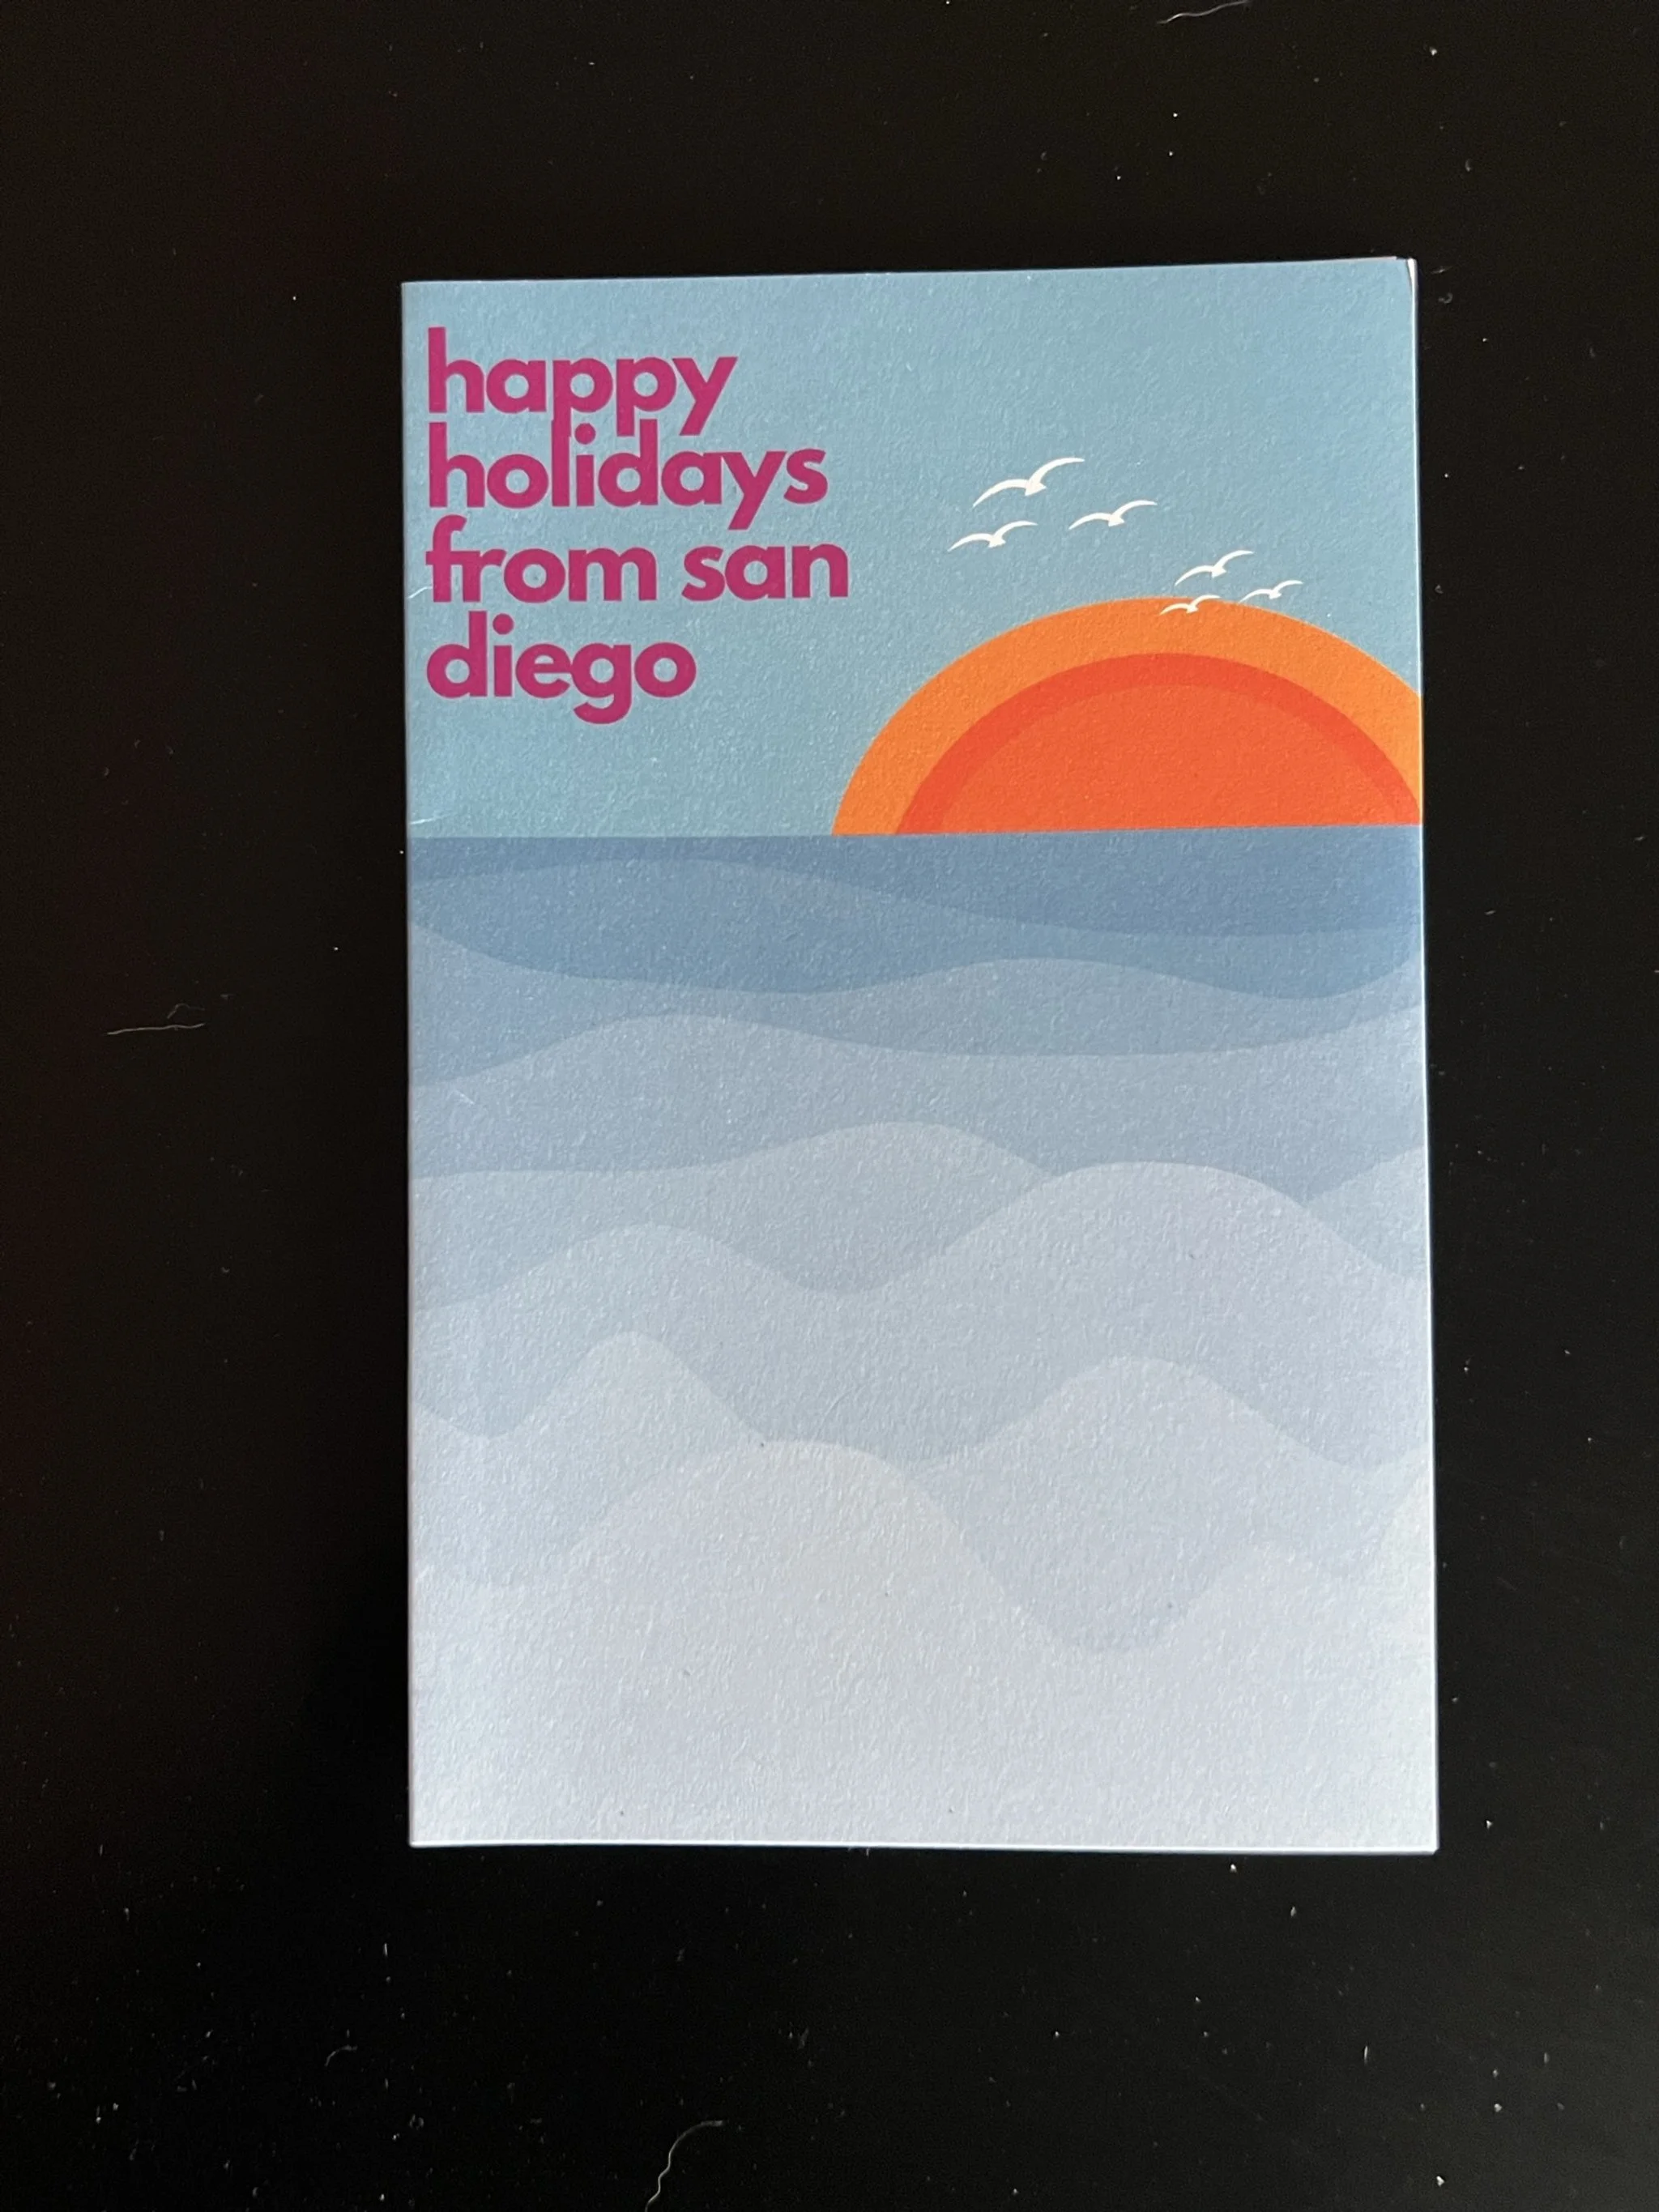 happy
holidays
from san
diego